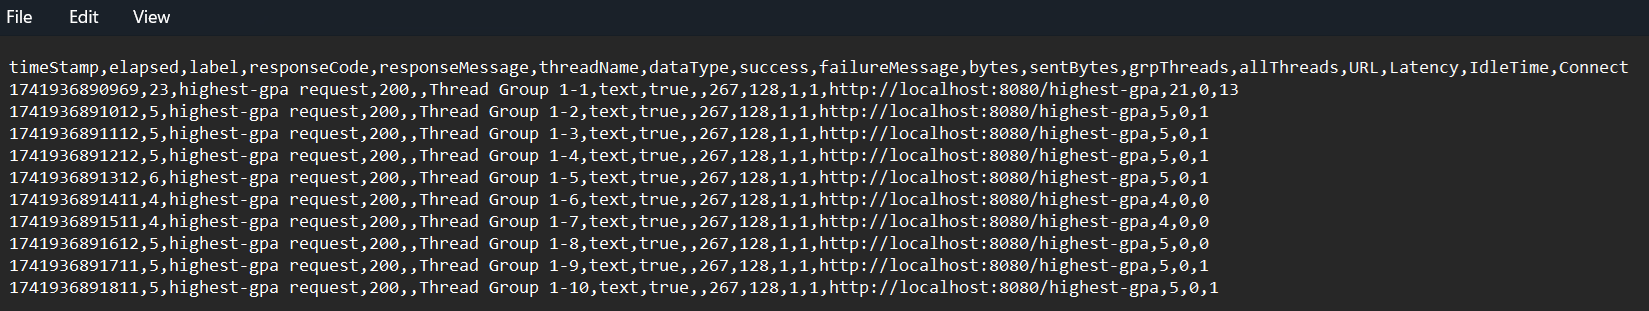 File Edit View
timeStamp,elapsed,label,responseCode,responseMessage,threadName,dataType,success,failureMessage,bytes,sentBytes,grpThreads,allThreads,URL,Latency,IdleTime,Connect
1741936890969,23,highest-gpa request,200,,Thread Group 1-1,text,true,,267,128,1,1,http://localhost:8080/highest-gpa,21,0,13
1741936891012,5,highest-gpa request,200,,Thread Group 1-2,text,true,,267,128,1,1,http://localhost:8080/highest-gpa,5,0,1
1741936891112,5,highest-gpa request,200,,Thread Group 1-3,text,true,,267,128,1,1,http://localhost:8080/highest-gpa,5,0,1
1741936891212,5,highest-gpa request,200,,Thread Group 1-4,text,true,,267,128,1,1,http://localhost:8080/highest-gpa,5,0,1
1741936891312,6,highest-gpa request,200,,Thread Group 1-5,text,true,,267,128,1,1,http://localhost:8080/highest-gpa,5,0,1
1741936891411,4,highest-gpa request,200,,Thread Group 1-6,text,true,,267,128,1,1,http://localhost:8080/highest-gpa,4,0,0
1741936891511,4,highest-gpa request,200,,Thread Group 1-7,text,true,,267,128,1,1,http://localhost:8080/highest-gpa,4,0,0
1741936891612,5,highest-gpa request,200,,Thread Group 1-8,text,true,,267,128,1,1,http://localhost:8080/highest-gpa,5,0,0
1741936891711,5,highest-gpa request,200,,Thread Group 1-9,text,true,,267,128,1,1,http://localhost:8080/highest-gpa,5,0,1
1741936891811,5,highest-gpa request,200,,Thread Group 1-10,text,true,,267,128,1,1,http://localhost:8080/highest-gpa,5,0,1